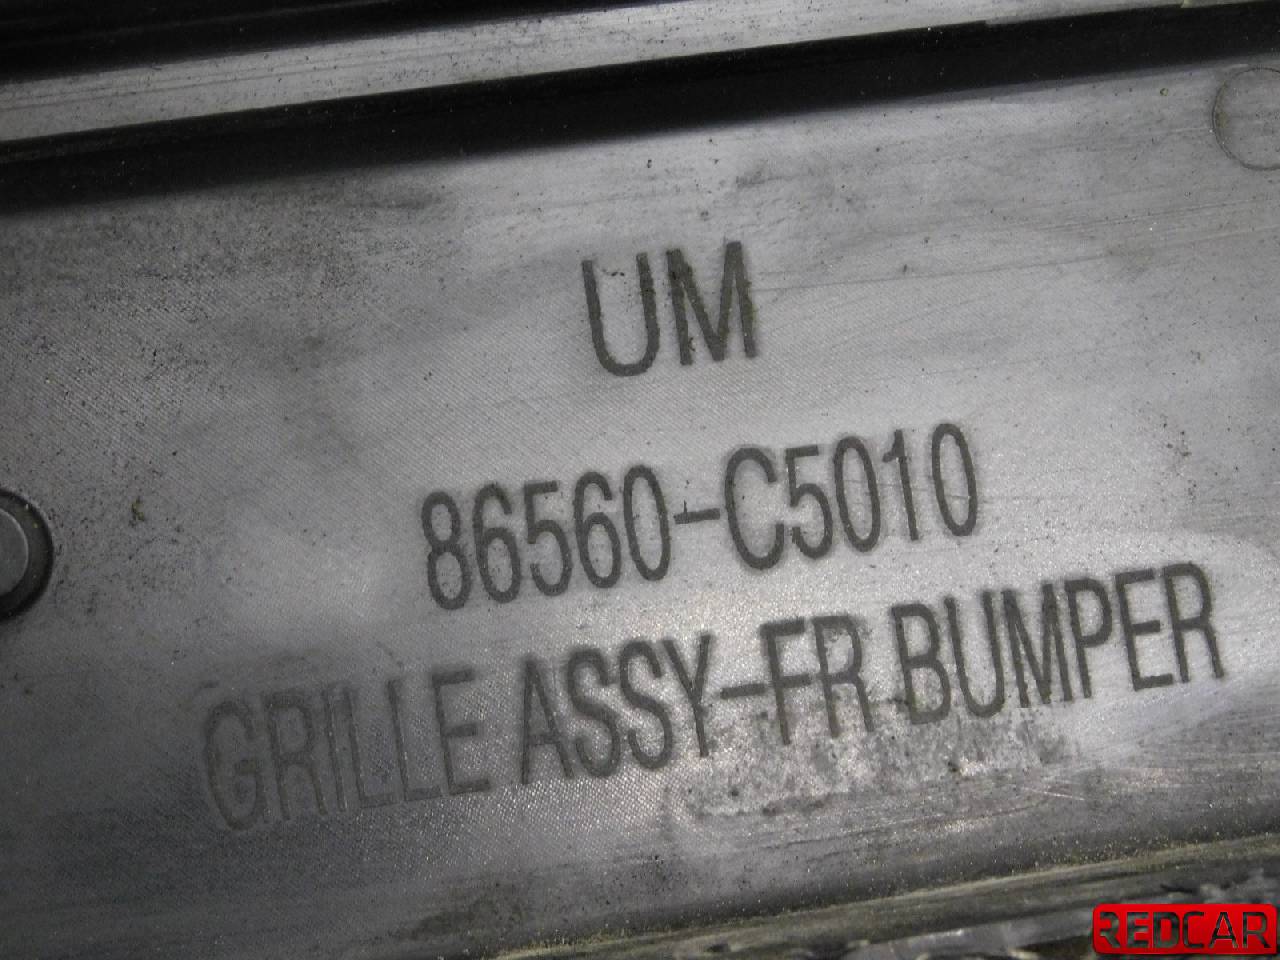 UM
86560-C5010
GRILLE ASSY-FR BUMPER
REDCAR